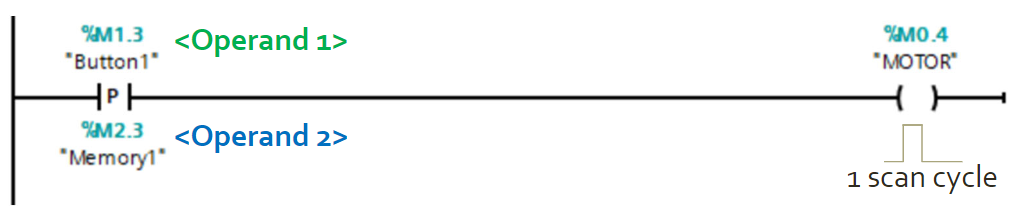 %M1.3 <Operand 1> %M0.4
"Button1" "MOTOR"
P ( )
%M2.3 <Operand 2>
"Memory1"
1 scan cycle